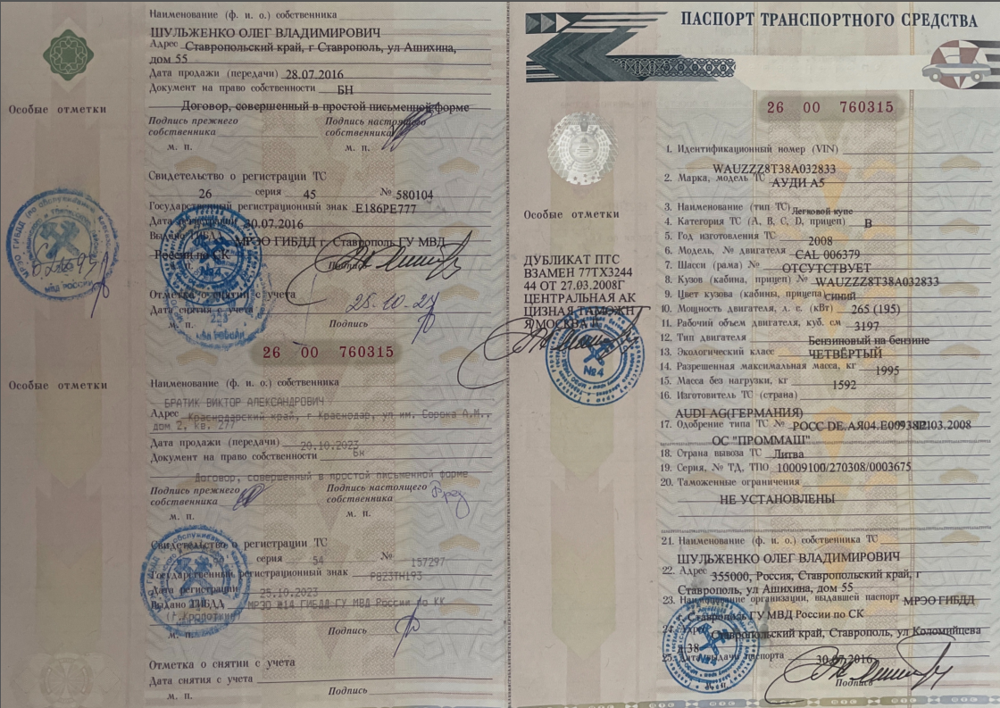 Наименование (ф. и. о.) собственника
ШУЛЬЖЕНКО ОЛЕГ ВЛАДИМИРОВИЧ
Адрес Ставропольский край, г Ставрополь, ул Ашихина,
дом 55
Дата продажи (передачи) 28.07.2016
Документ на право собственности БН
Договор, совершенный в простой письменной форме
Особые отметки
Подпись прежнего собственника
Подпись настоящего собственника
м. п.
м. п.
Свидетельство о регистрации ТС
26 серия 45 № 580104
Государственный регистрационный знак Е186РЕ777
Дата регистрации 30.07.2016
Выдано ГИБДД МРЭО ГИБДД г. Ставрополь ГУ МВД
России по СК
Подпись
Отметка о снятии с учета
Дата снятия с учета
м. п.
Подпись
26 00 760315
Особые отметки
Наименование (ф. и. о.) собственника
БРАТИК ВИКТОР АЛЕКСАНДРОВИЧ
Адрес Краснодарский край, г Краснодар, ул им. Сорока А.М.,
дом 2, кв. 277
Дата продажи (передачи) 20.10.2023
Документ на право собственности Бн
Договор, совершенный в простой письменной форме
Подпись прежнего собственника
Подпись настоящего собственника
м. п.
м. п.
Свидетельство о регистрации ТС
серия 54 № 157297
Государственный регистрационный знак Р823ТН193
Дата регистрации 25.10.2023
Выдано ГИБДД МРЭО №14 ГИБДД ГУ МВД России по КК
(г.Кропоткин)
м. п.
Подпись
Отметка о снятии с учета
Дата снятия с учета
м. п.
Подпись
ПАСПОРТ ТРАНСПОРТНОГО СРЕДСТВА
26 00 760315
Особые отметки
ДУБЛИКАТ ПТС
ВЗАМЕН 77ТХ3244
44 ОТ 27.03.2008Г
ЦЕНТРАЛЬНАЯ АК
ЦИЗНАЯ ТАМОЖН
Я/МОСКВА
№4
1. Идентификационный номер (VIN)
WAUZZZ8T38A032833
2. Марка, модель ТС АУДИ А5
3. Наименование (тип ТС) Легковой купе
4. Категория ТС (А, В, С, D, прицеп) В
5. Год изготовления ТС 2008
6. Модель, № двигателя CAL 006379
7. Шасси (рама) № ОТСУТСТВУЕТ
8. Кузов (кабина, прицеп) № WAUZZZ8T38A032833
9. Цвет кузова (кабины, прицепа) синий
10. Мощность двигателя, л. с. (кВт) 265 (195)
11. Рабочий объем двигателя, куб. см 3197
12. Тип двигателя Бензиновый на бензине
13. Экологический класс ЧЕТВЁРТЫЙ
14. Разрешенная максимальная масса, кг 1995
15. Масса без нагрузки, кг 1592
16. Изготовитель ТС (страна)
AUDI AG(ГЕРМАНИЯ)
17. Одобрение типа ТС № РОСС DE.АЯ04.
ОС "ПРОММАШ"
18. Страна вывоза ТС Литва
19. Серия, № ТД, ТПО 10009100/270308/0003675
20. Таможенные ограничения
НЕ УСТАНОВЛЕНЫ
21. Наименование (ф. и. о.) собственника ТС
ШУЛЬЖЕНКО ОЛЕГ ВЛАДИМИРОВИЧ
22. Адрес 355000, Россия, Ставропольский край, г
Ставрополь, ул Ашихина, дом 55
23. Наименование организации, выдавшей паспорт МРЭО ГИБДД
г. Ставрополь ГУ МВД России по СК
24. Адрес Ставропольский край, Ставрополь, ул Коломийцева
д.38
25. Дата выдачи паспорта 30.07.2016
Подпись